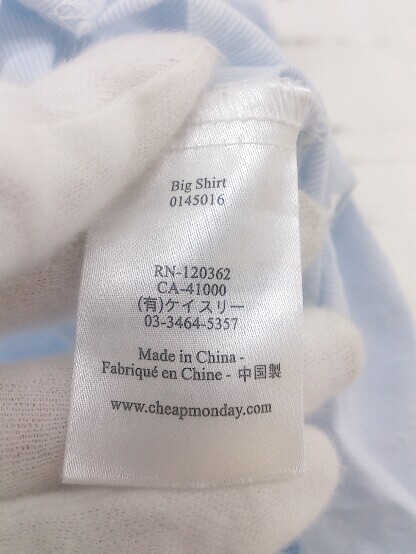 Big Shirt
0145016
RN-120362
CA-41000
(有)ケイスリー
03-3464-5357
Made in China -
Fabriqué en Chine - 中国製
www.cheapmonday.com